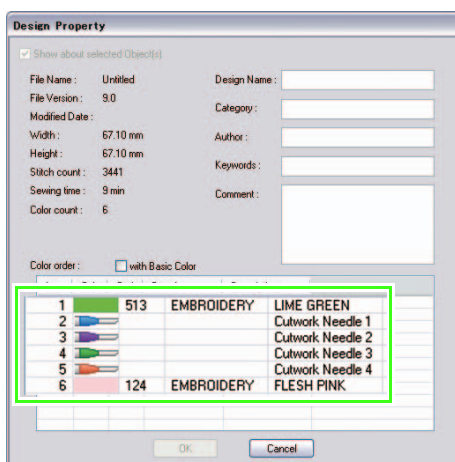 Design Property
Show about selected Object(s)
File Name : Untitled
Design Name :
File Version : 9.0
Category :
Modified Date :
Width : 67.10 mm
Author :
Height : 67.10 mm
Keywords :
Stitch count : 3441
Sewing time : 9 min
Comment :
Color count : 6
Color order : with Basic Color
1 513 EMBROIDERY LIME GREEN
2 Cutwork Needle 1
3 Cutwork Needle 2
4 Cutwork Needle 3
5 Cutwork Needle 4
6 124 EMBROIDERY FLESH PINK
OK Cancel